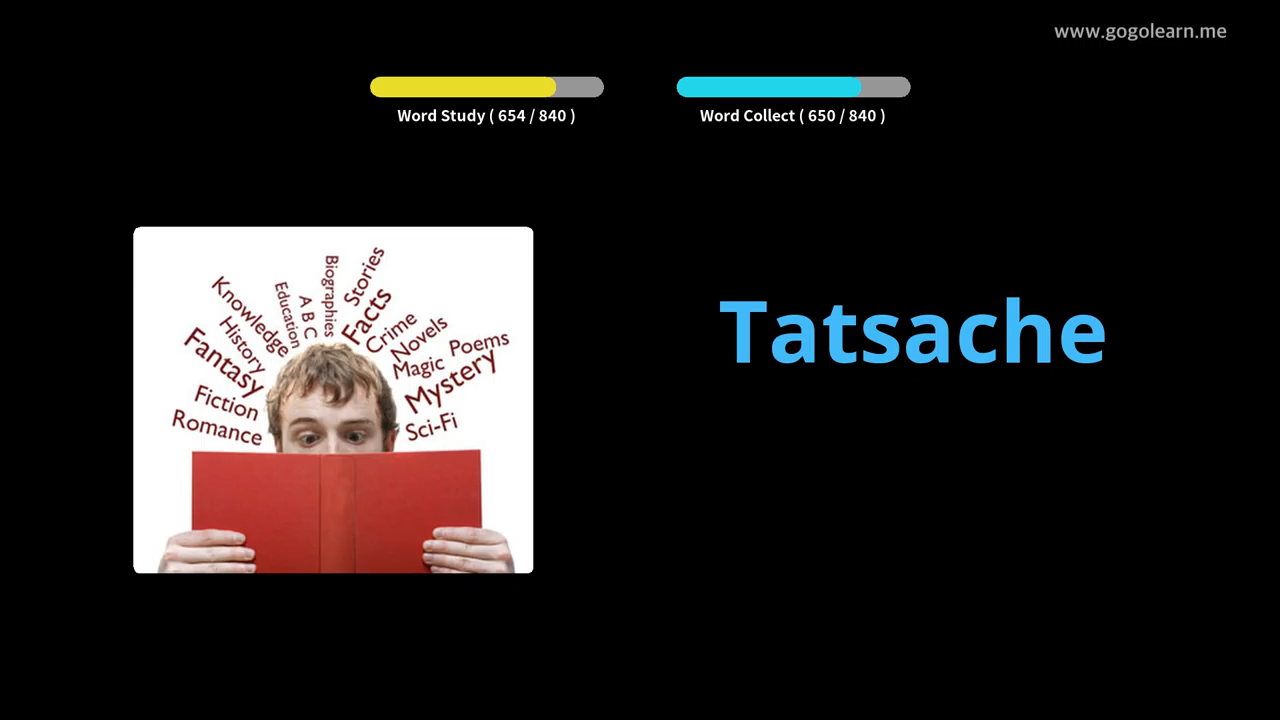 www.gogolearn.me
Word Study ( 654 / 840 )
Word Collect ( 650 / 840 )
Tatsache
Biographies
Stories
Facts
A B C
Education
Knowledge
History
Fantasy
Fiction
Romance
Crime
Novels
Poems
Magic
Mystery
Sci-Fi